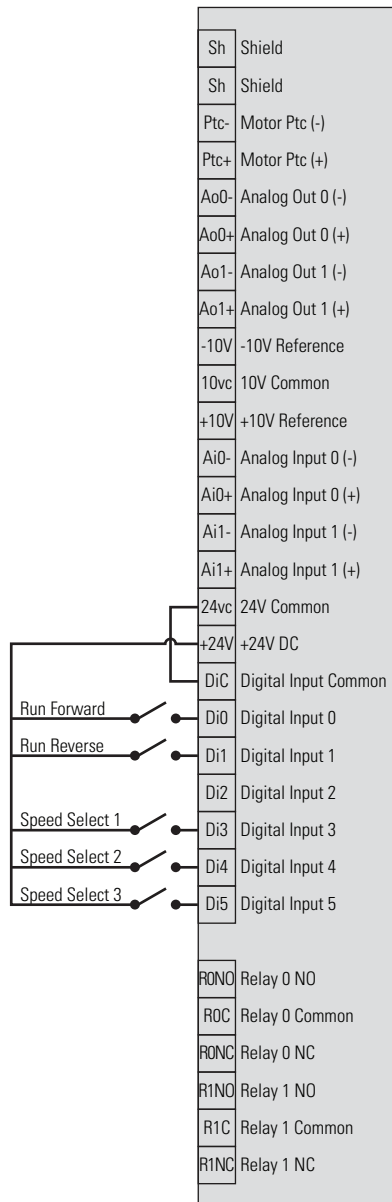 Sh Shield
Sh Shield
Ptc- Motor Ptc (-)
Ptc+ Motor Ptc (+)
Ao0- Analog Out 0 (-)
Ao0+ Analog Out 0 (+)
Ao1- Analog Out 1 (-)
Ao1+ Analog Out 1 (+)
-10V -10V Reference
10vc 10V Common
+10V +10V Reference
Ai0- Analog Input 0 (-)
Ai0+ Analog Input 0 (+)
Ai1- Analog Input 1 (-)
Ai1+ Analog Input 1 (+)
24vc 24V Common
+24V +24V DC
DiC Digital Input Common
Run Forward Di0 Digital Input 0
Run Reverse Di1 Digital Input 1
Di2 Digital Input 2
Speed Select 1 Di3 Digital Input 3
Speed Select 2 Di4 Digital Input 4
Speed Select 3 Di5 Digital Input 5
R0NO Relay 0 NO
R0C Relay 0 Common
R0NC Relay 0 NC
R1NO Relay 1 NO
R1C Relay 1 Common
R1NC Relay 1 NC